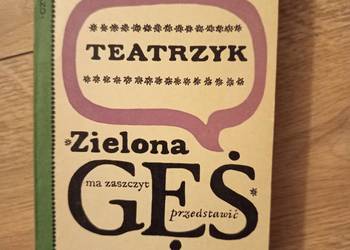 TEATRZYK
Zielona
GĘŚ
ma zaszczyt
przedstawić